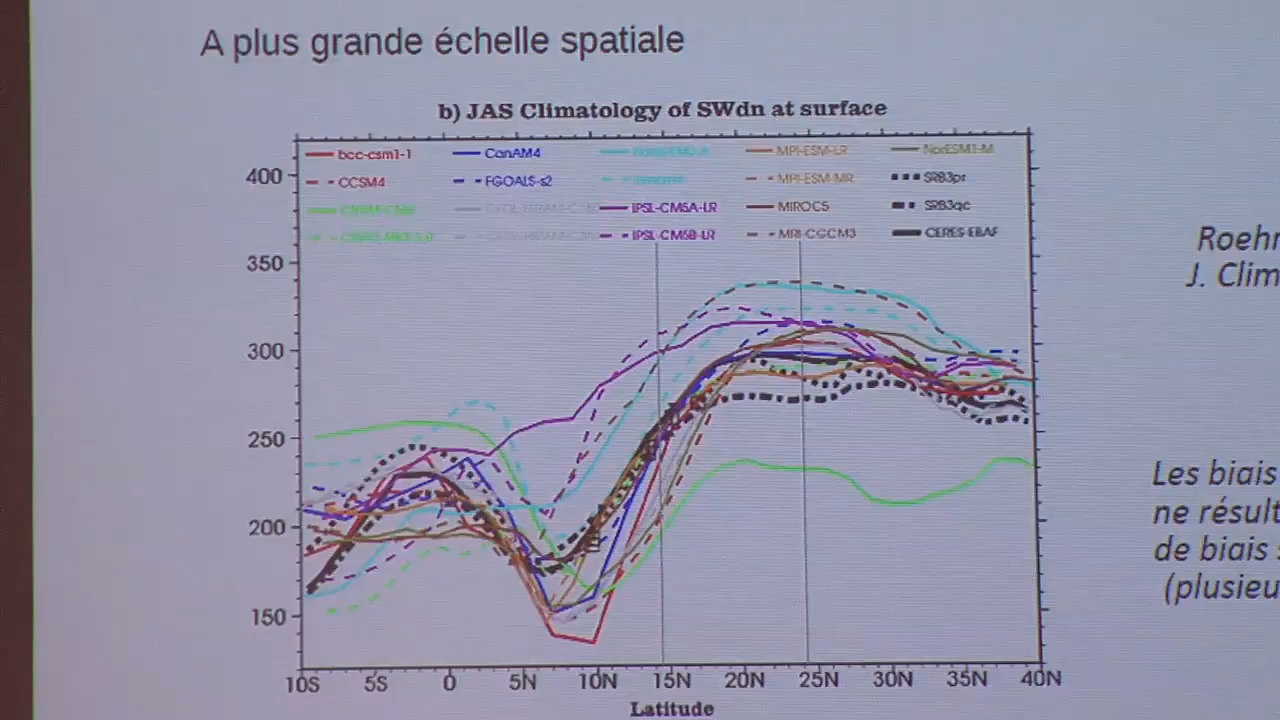 A plus grande échelle spatiale
b) JAS Climatology of SWdn at surface
bcc-csm1-1 CanAM4 MPI-ESM-LR NorESM1-M
CCSM4 FGOALS-s2 MPI-ESM-MR SRB3pr
IPSL-CM5A-LR MIROC5 SRB3qc
IPSL-CM5B-LR MRI-CGCM3 CERES-EBAF
400
350
300
250
200
150
10S 5S 0 5N 10N 15N 20N 25N 30N 35N 40N
Latitude
Roehr
J. Clim
Les biais
ne résult
de biais
(plusieu